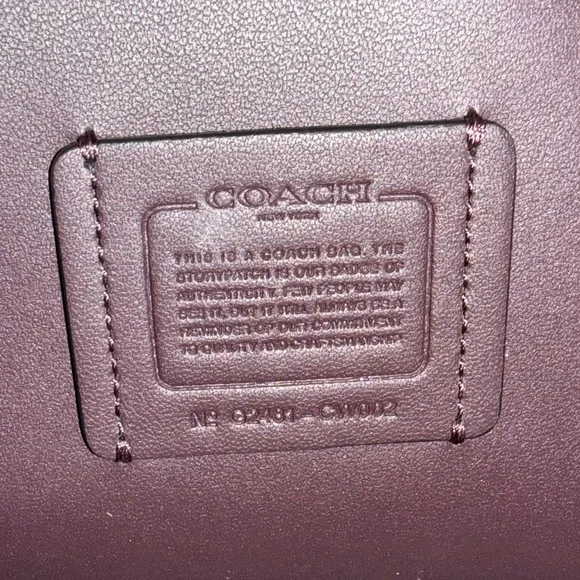 COACH
NEW YORK
THIS IS A COACH BAG. THE
STORYPATCH IS OUR BADGE OF
AUTHENTICITY. FEW PEOPLE MAY
SEE IT, BUT IT WILL ALWAYS BE A
REMINDER OF OUR COMMITMENT
TO QUALITY AND CRAFTSMANSHIP.
Nº C2431-CW002